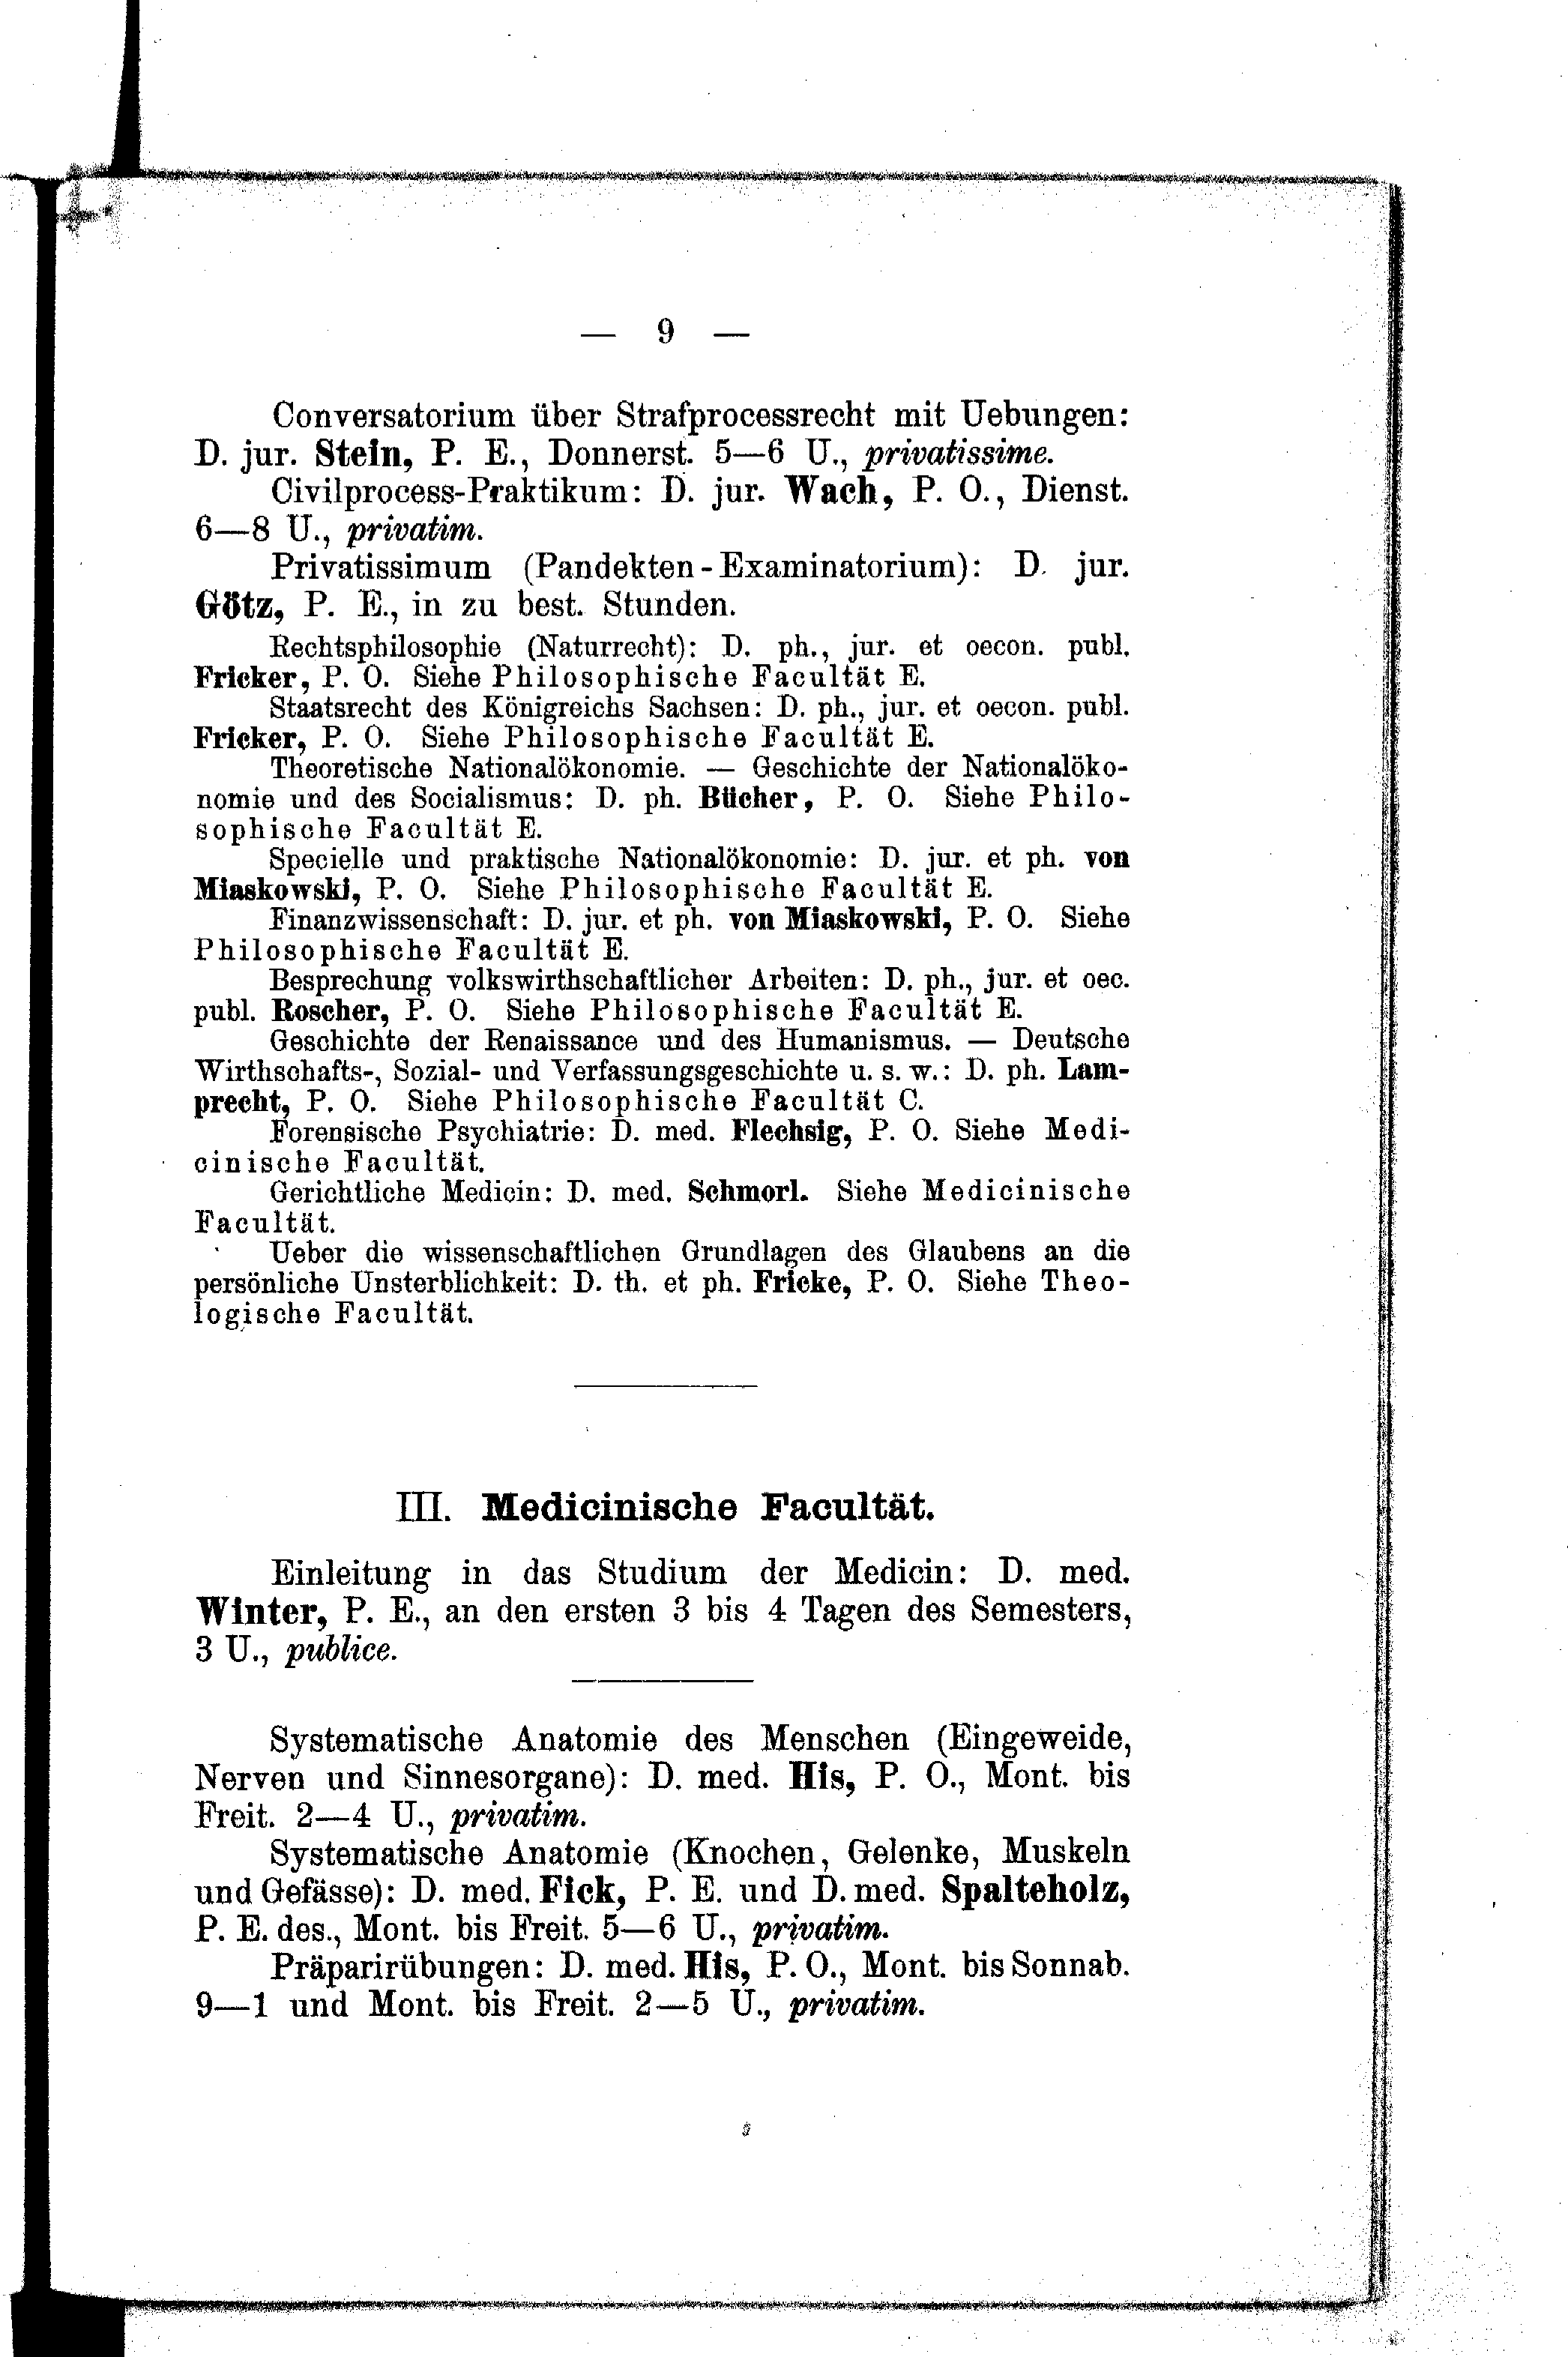 — 9 —
Conversatorium über Strafprocessrecht mit Uebungen:
D. jur. Stein, P. E., Donnerst. 5—6 U., privatissime.
Civilprocess-Praktikum: D. jur. Wach, P. O., Dienst.
6—8 U., privatim.
Privatissimum (Pandekten-Examinatorium): D. jur.
Götz, P. E., in zu best. Stunden.
Rechtsphilosophie (Naturrecht): D. ph., jur. et oecon. publ.
Fricker, P. O. Siehe Philosophische Facultät E.
Staatsrecht des Königreichs Sachsen: D. ph., jur. et oecon. publ.
Fricker, P. O. Siehe Philosophische Facultät E.
Theoretische Nationalökonomie. — Geschichte der Nationalöko-
nomie und des Socialismus: D. ph. Bücher, P. O. Siehe Philo-
sophische Facultät E.
Specielle und praktische Nationalökonomie: D. jur. et ph. von
Miaskowski, P. O. Siehe Philosophische Facultät E.
Finanzwissenschaft: D. jur. et ph. von Miaskowski, P. O. Siehe
Philosophische Facultät E.
Besprechung volkswirthschaftlicher Arbeiten: D. ph., jur. et oec.
publ. Roscher, P. O. Siehe Philosophische Facultät E.
Geschichte der Renaissance und des Humanismus. — Deutsche
Wirthschafts-, Sozial- und Verfassungsgeschichte u. s. w.: D. ph. Lam-
precht, P. O. Siehe Philosophische Facultät C.
Forensische Psychiatrie: D. med. Flechsig, P. O. Siehe Medi-
cinische Facultät.
Gerichtliche Medicin: D. med. Schmorl. Siehe Medicinische
Facultät.
Ueber die wissenschaftlichen Grundlagen des Glaubens an die
persönliche Unsterblichkeit: D. th. et ph. Fricke, P. O. Siehe Theo-
logische Facultät.
III. Medicinische Facultät.
Einleitung in das Studium der Medicin: D. med.
Winter, P. E., an den ersten 3 bis 4 Tagen des Semesters,
3 U., publice.
Systematische Anatomie des Menschen (Eingeweide,
Nerven und Sinnesorgane): D. med. His, P. O., Mont. bis
Freit. 2—4 U., privatim.
Systematische Anatomie (Knochen, Gelenke, Muskeln
und Gefässe): D. med. Fick, P. E. und D. med. Spalteholz,
P. E. des., Mont. bis Freit. 5—6 U., privatim.
Präparirübungen: D. med. His, P. O., Mont. bis Sonnab.
9—1 und Mont. bis Freit. 2—5 U., privatim.